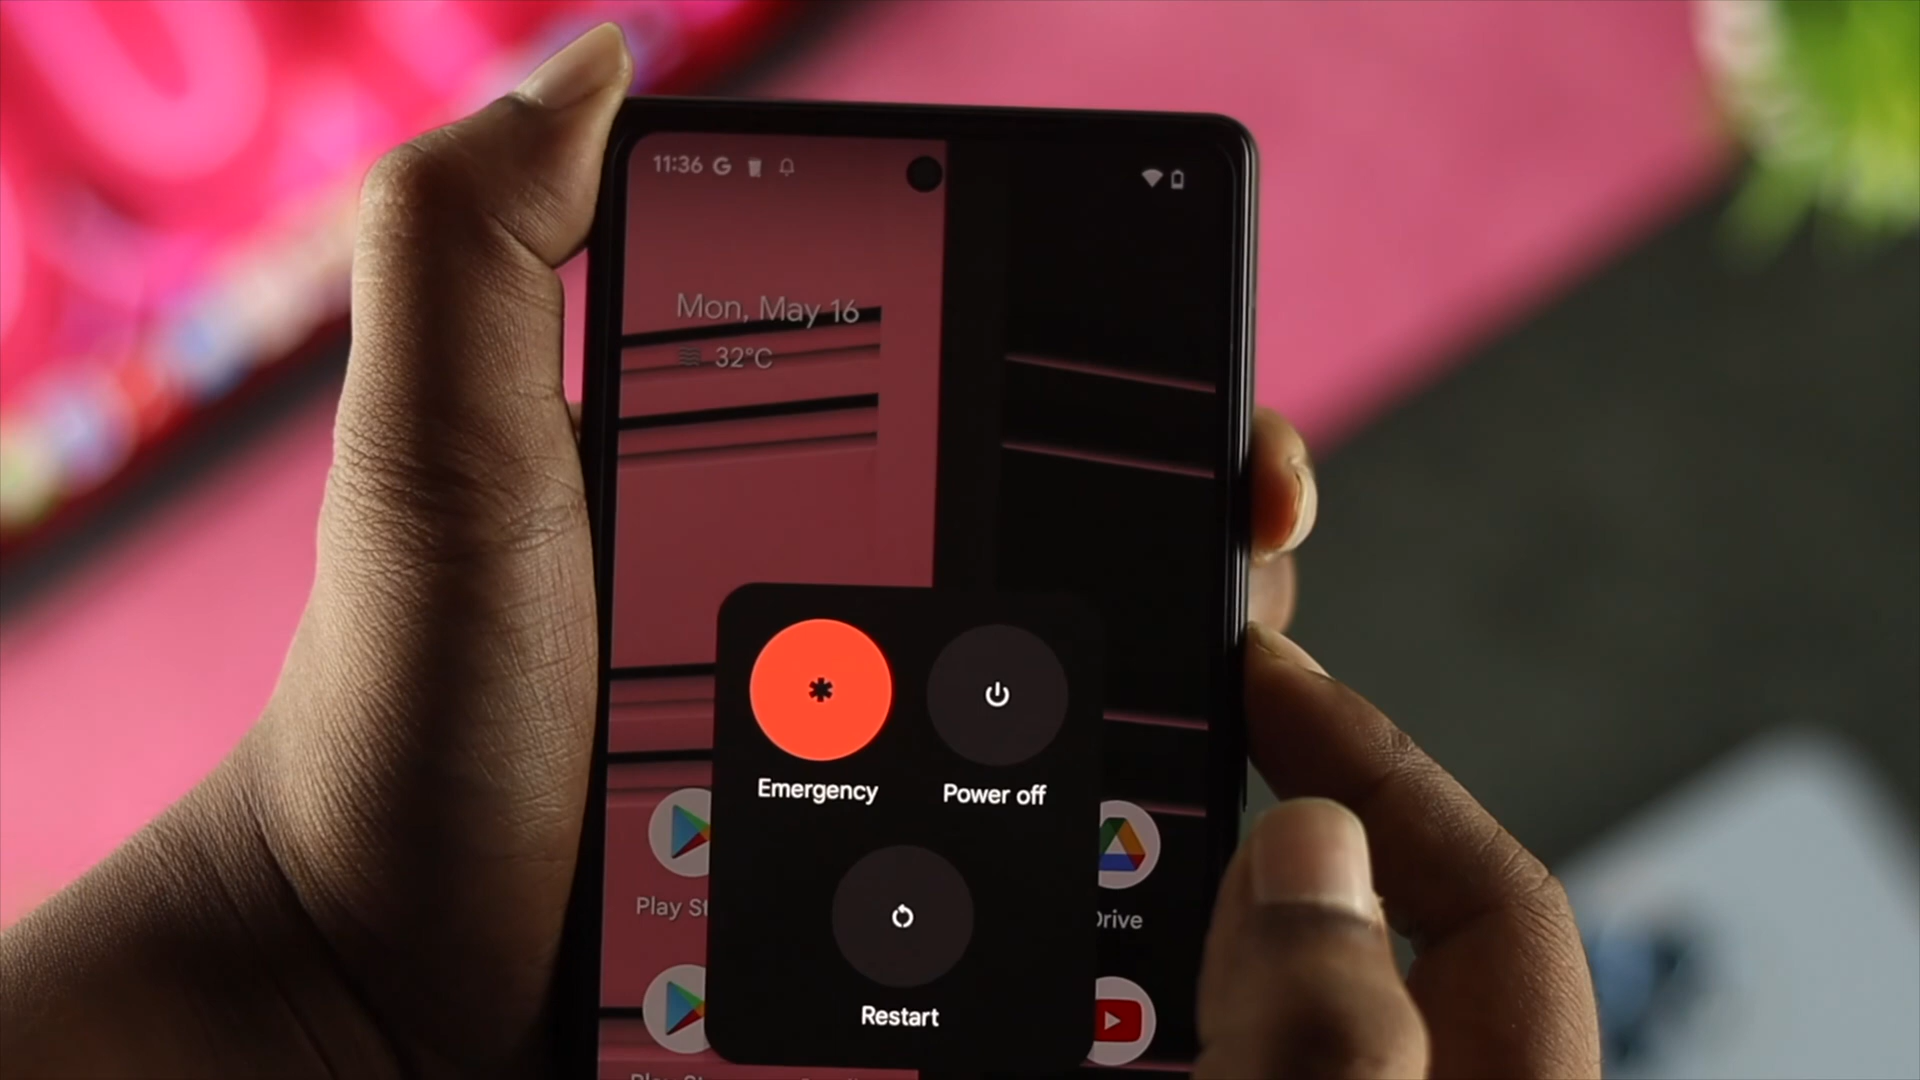 11:36
Mon, May 16
32°C
Emergency
Power off
Play St
Drive
Restart